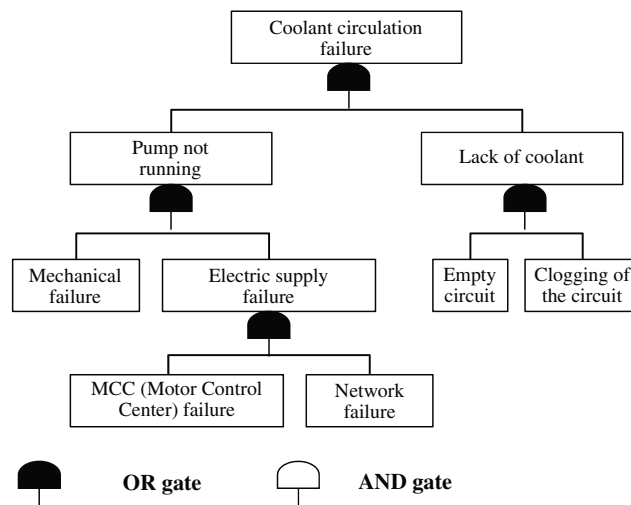 Coolant circulation
failure
Pump not
running
Lack of coolant
Mechanical
failure
Electric supply
failure
Empty
circuit
Clogging of
the circuit
MCC (Motor Control
Center) failure
Network
failure
OR gate
AND gate